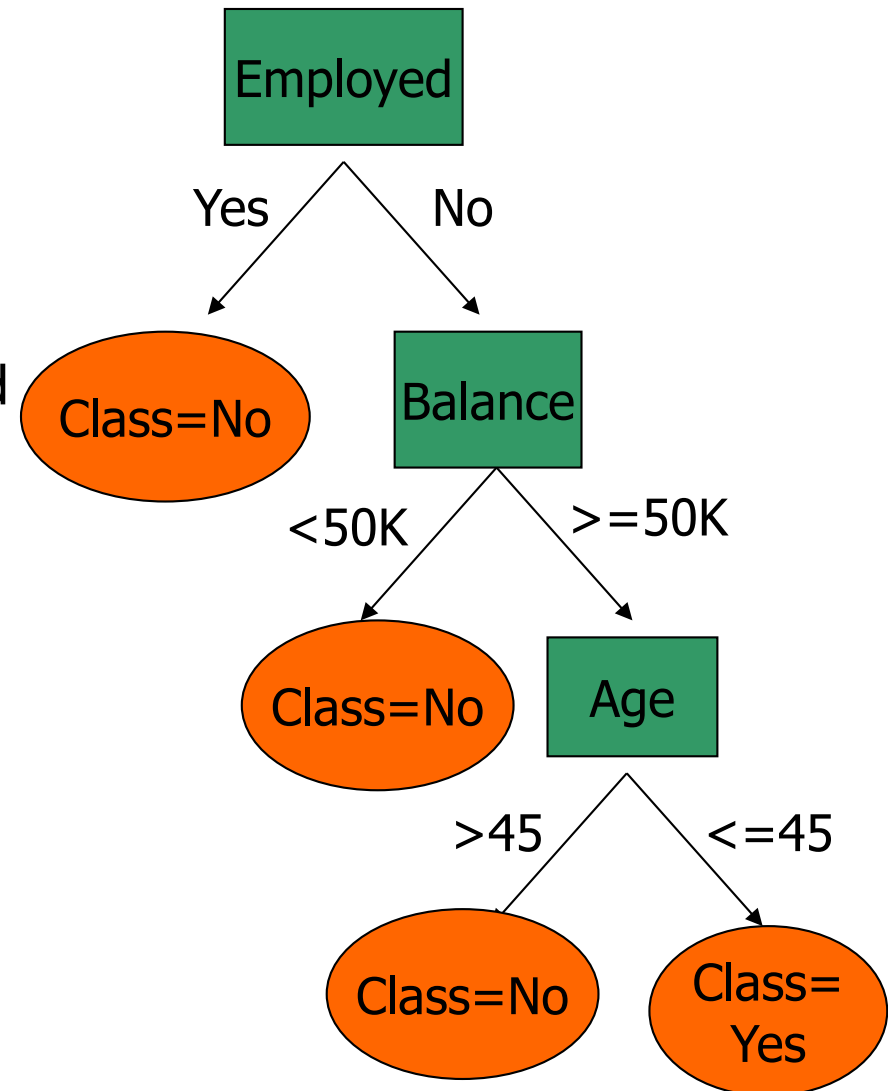 Employed
Yes
No
Class=No
Balance
<50K
>=50K
Class=No
Age
>45
<=45
Class=No
Class=
Yes